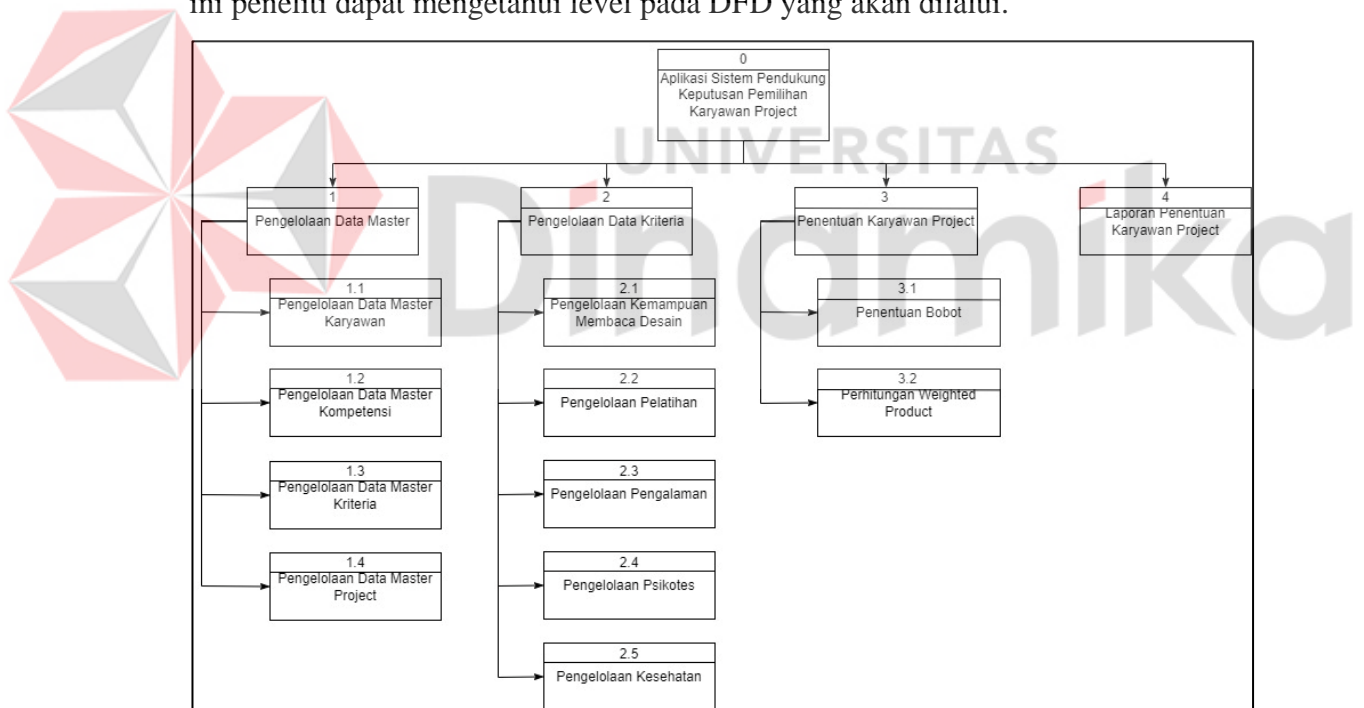 ini peneliti dapat mengetahui level pada DFD yang akan dilalui.
UNIVERSITAS
Dinamika
0
Aplikasi Sistem Pendukung
Keputusan Pemilihan
Karyawan Project
1
Pengelolaan Data Master
2
Pengelolaan Data Kriteria
3
Penentuan Karyawan Project
4
Laporan Penentuan
Karyawan Project
1.1
Pengelolaan Data Master
Karyawan
2.1
Pengelolaan Kemampuan
Membaca Desain
3.1
Penentuan Bobot
1.2
Pengelolaan Data Master
Kompetensi
2.2
Pengelolaan Pelatihan
3.2
Perhitungan Weighted
Product
1.3
Pengelolaan Data Master
Kriteria
2.3
Pengelolaan Pengalaman
1.4
Pengelolaan Data Master
Project
2.4
Pengelolaan Psikotes
2.5
Pengelolaan Kesehatan